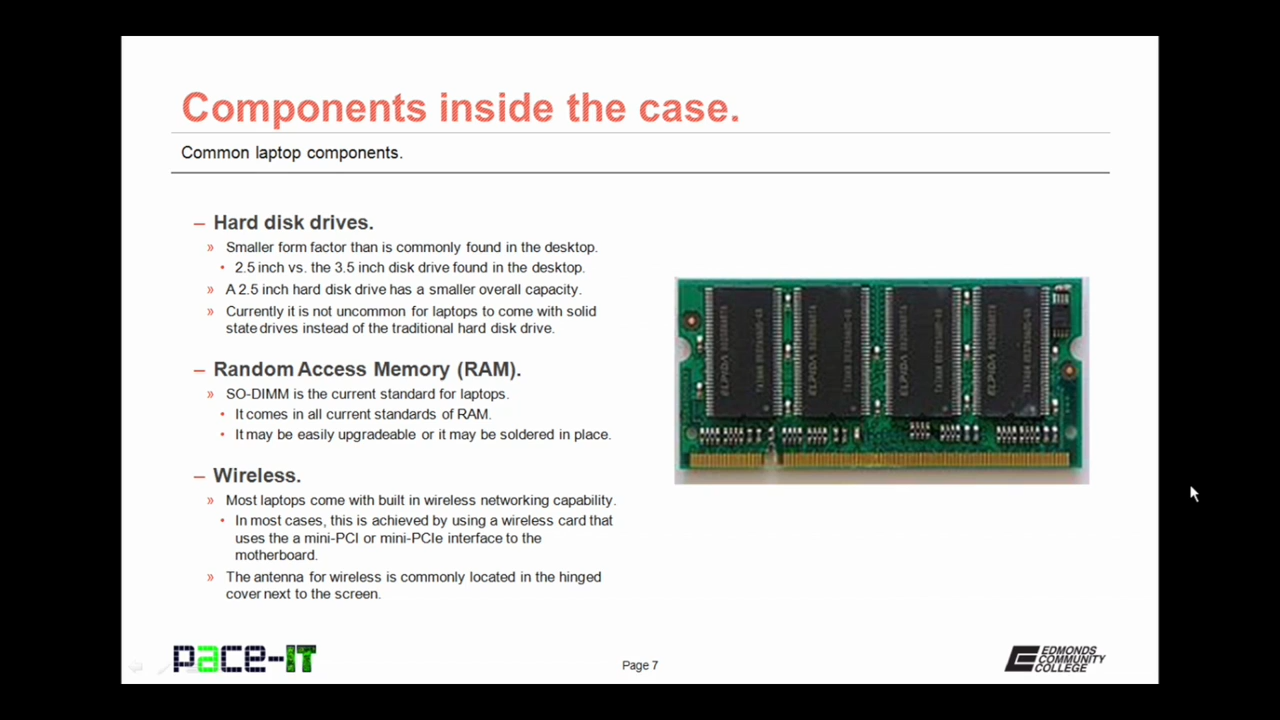 Components inside the case.
Common laptop components.
– Hard disk drives.
» Smaller form factor than is commonly found in the desktop.
• 2.5 inch vs. the 3.5 inch disk drive found in the desktop.
» A 2.5 inch hard disk drive has a smaller overall capacity.
» Currently it is not uncommon for laptops to come with solid
state drives instead of the traditional hard disk drive.
– Random Access Memory (RAM).
» SO-DIMM is the current standard for laptops.
• It comes in all current standards of RAM.
• It may be easily upgradeable or it may be soldered in place.
– Wireless.
» Most laptops come with built in wireless networking capability.
• In most cases, this is achieved by using a wireless card that
uses the a mini-PCI or mini-PCIe interface to the
motherboard.
» The antenna for wireless is commonly located in the hinged
cover next to the screen.
ELPIDA
ELPIDA
ELPIDA
ELPIDA
pace-IT
Page 7
EDMONDS
COMMUNITY
COLLEGE